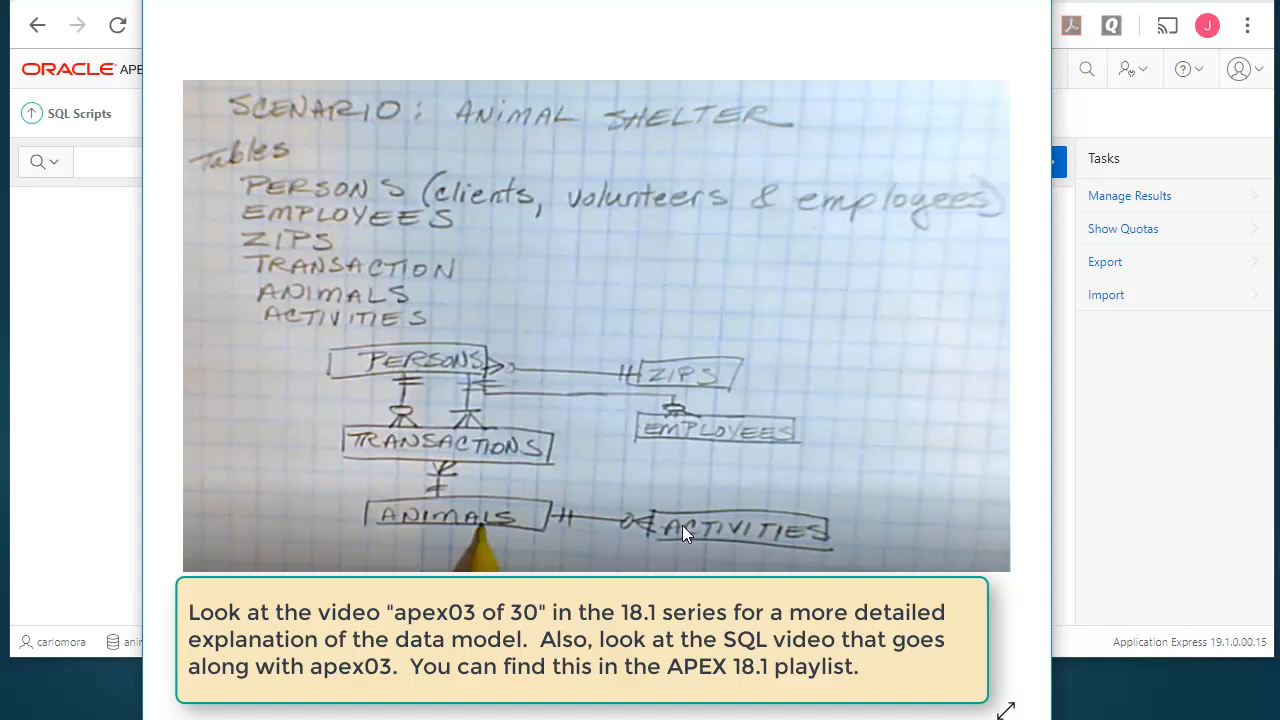 ORACLE APE
SQL Scripts
J
Tasks
Manage Results
Show Quotas
Export
Import
SCENARIO: ANIMAL SHELTER
Tables
PERSONS (clients, volunteers & employees)
EMPLOYEES
ZIPS
TRANSACTION
ANIMALS
ACTIVITIES
PERSONS
ZIPS
EMPLOYEES
TRANSACTIONS
ANIMALS
ACTIVITIES
Look at the video "apex03 of 30" in the 18.1 series for a more detailed
explanation of the data model. Also, look at the SQL video that goes
along with apex03. You can find this in the APEX 18.1 playlist.
carlomora
ani
Application Express 19.1.0.00.15